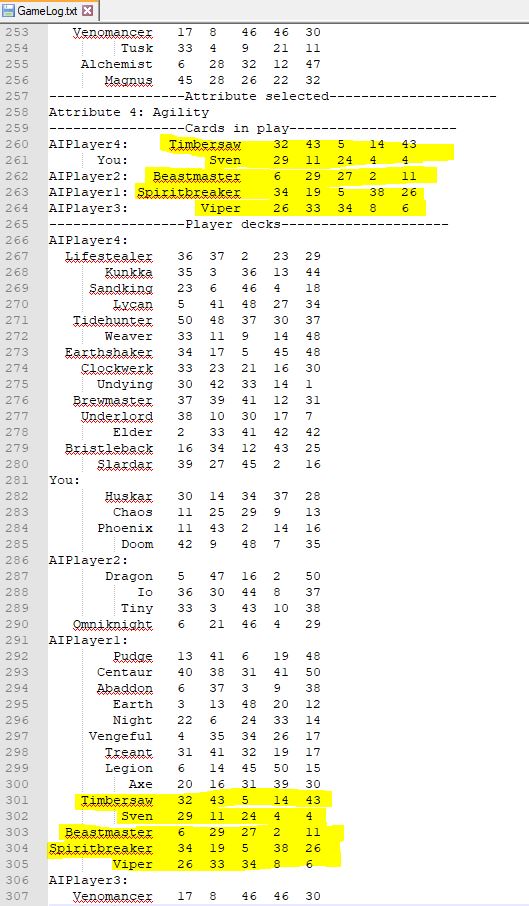 GameLog.txt
253 Venomancer 17 8 46 46 30
254 Tusk 33 4 9 21 11
255 Alchemist 6 28 32 12 47
256 Magnus 45 28 26 22 32
257 -----------------Attribute selected---------------------
258 Attribute 4: Agility
259 -----------------Cards in play---------------------
260 AIPlayer4: Timbersaw 32 43 5 14 43
261 You: Sven 29 11 24 4 4
262 AIPlayer2: Beastmaster 6 29 27 2 11
263 AIPlayer1: Spiritbreaker 34 19 5 38 26
264 AIPlayer3: Viper 26 33 34 8 6
265 -----------------Player decks---------------------
266 AIPlayer4:
267 Lifestealer 36 37 2 23 29
268 Kunkka 35 3 36 13 44
269 Sandking 23 6 46 4 18
270 Lycan 5 41 48 27 34
271 Tidehunter 50 48 37 30 37
272 Weaver 33 11 9 14 48
273 Earthshaker 34 17 5 45 48
274 Clockwerk 33 23 21 16 30
275 Undying 30 42 33 14 1
276 Brewmaster 37 39 41 12 31
277 Underlord 38 10 30 17 7
278 Elder 2 33 41 42 42
279 Bristleback 16 34 12 43 25
280 Slardar 39 27 45 2 16
281 You:
282 Huskar 30 14 34 37 28
283 Chaos 11 25 29 9 13
284 Phoenix 11 43 2 14 16
285 Doom 42 9 48 7 35
286 AIPlayer2:
287 Dragon 5 47 16 2 50
288 Io 36 30 44 8 37
289 Tiny 33 3 43 10 38
290 Omniknight 6 21 46 4 29
291 AIPlayer1:
292 Pudge 13 41 6 19 48
293 Centaur 40 38 31 41 50
294 Abaddon 6 37 3 9 38
295 Earth 3 13 48 20 12
296 Night 22 6 24 33 14
297 Vengeful 4 35 34 26 17
298 Treant 31 41 32 19 17
299 Legion 6 14 45 50 15
300 Axe 20 16 31 39 30
301 Timbersaw 32 43 5 14 43
302 Sven 29 11 24 4 4
303 Beastmaster 6 29 27 2 11
304 Spiritbreaker 34 19 5 38 26
305 Viper 26 33 34 8 6
306 AIPlayer3:
307 Venomancer 17 8 46 46 30